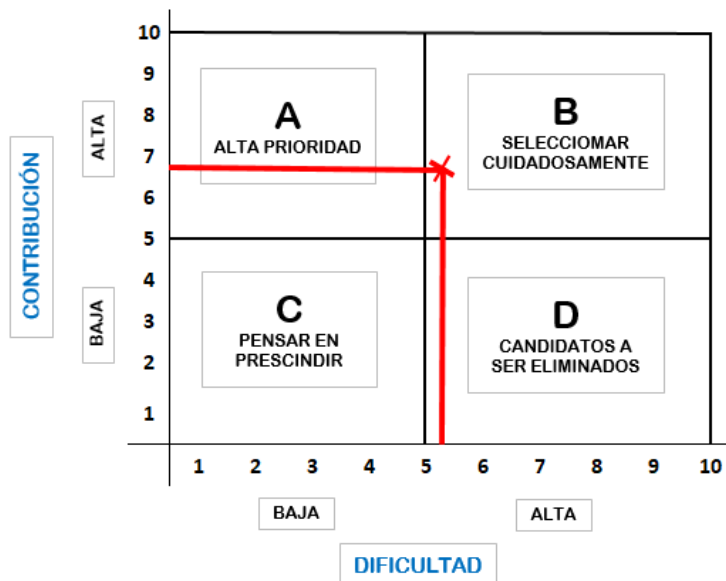 10
9
8
7
6
5
4
3
2
1
CONTRIBUCIÓN
ALTA
BAJA
A
ALTA PRIORIDAD
B
SELECCIOMAR
CUIDADOSAMENTE
C
PENSAR EN
PRESCINDIR
D
CANDIDATOS A
SER ELIMINADOS
1 2 3 4 5 6 7 8 9 10
BAJA
ALTA
DIFICULTAD